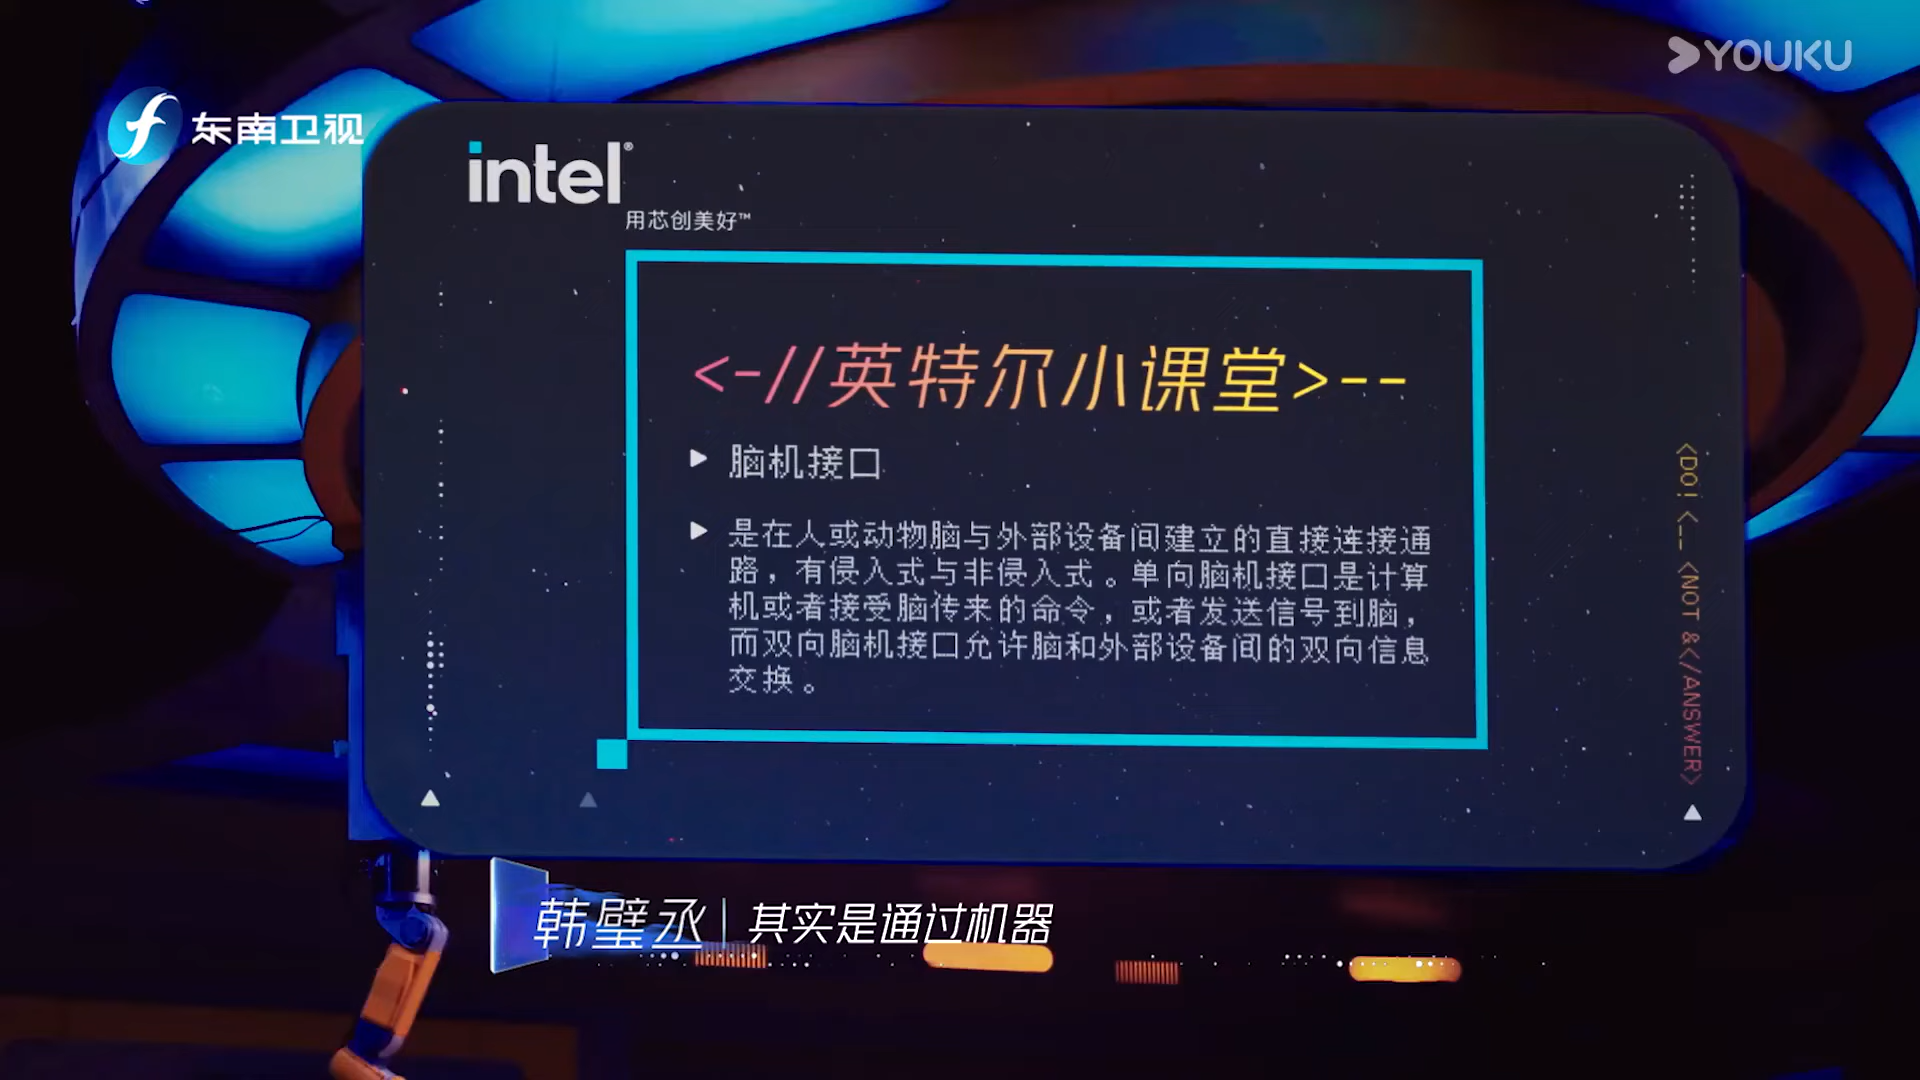 YOUKU
东南卫视
intel®
用芯创美好™
<-//英特尔小课堂>--
脑机接口
是在人或动物脑与外部设备间建立的直接连接通
路，有侵入式与非侵入式。单向脑机接口是计算
机或者接受脑传来的命令，或者发送信号到脑，
而双向脑机接口允许脑和外部设备间的双向信息
交换。
<DO! <-- <NOT &</ANSWER>
韩璧丞 | 其实是通过机器